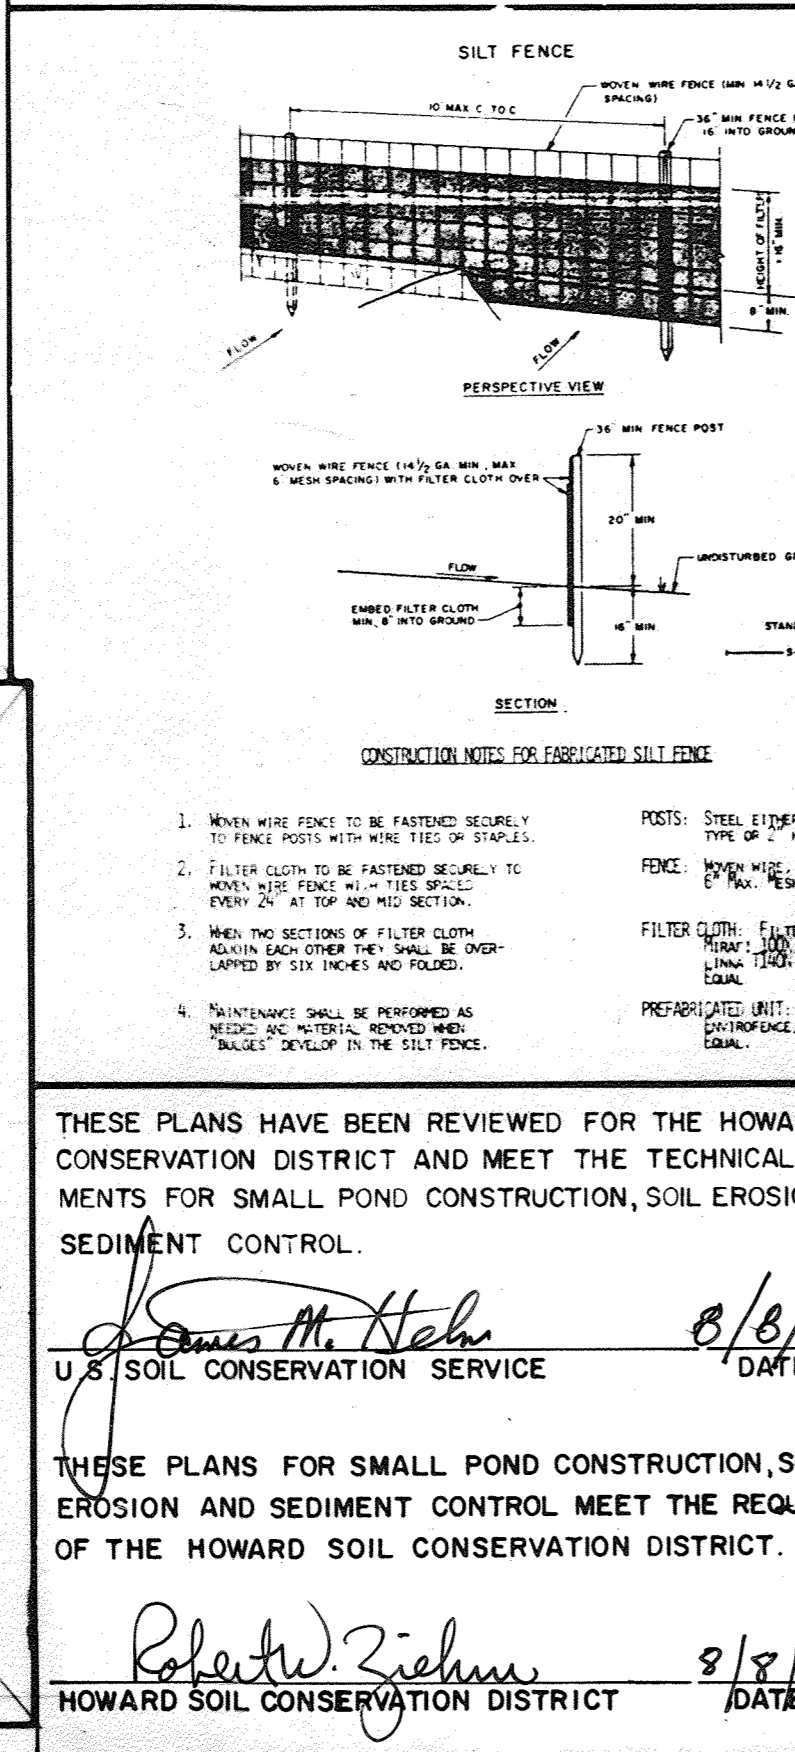 SILT FENCE
WOVEN WIRE FENCE (MIN 14 1/2 G
SPACING)
10' MAX C TO C
36" MIN FENCE
16" INTO GROUN
HEIGHT OF FILTER
16" MIN.
8" MIN.
FLOW
FLOW
PERSPECTIVE VIEW
36" MIN FENCE POST
WOVEN WIRE FENCE (14 1/2 GA. MIN., MAX
6" MESH SPACING) WITH FILTER CLOTH OVER
20" MIN
UNDISTURBED G
FLOW
EMBED FILTER CLOTH
MIN. 8" INTO GROUND
16" MIN.
STAN
SECTION
CONSTRUCTION NOTES FOR FABRICATED SILT FENCE
1. WOVEN WIRE FENCE TO BE FASTENED SECURELY
TO FENCE POSTS WITH WIRE TIES OR STAPLES.
2. FILTER CLOTH TO BE FASTENED SECURELY TO
WOVEN WIRE FENCE WITH TIES SPACED
EVERY 24" AT TOP AND MID SECTION.
3. WHEN TWO SECTIONS OF FILTER CLOTH
ADJOIN EACH OTHER THEY SHALL BE OVER-
LAPPED BY SIX INCHES AND FOLDED.
4. MAINTENANCE SHALL BE PERFORMED AS
NEEDED AND MATERIAL REMOVED WHEN
"BULGES" DEVELOP IN THE SILT FENCE.
POSTS: STEEL EITHER
TYPE OR 2"
FENCE: WOVEN WIRE,
6" MAX. MESH
FILTER CLOTH: FILTE
MIRAFI 100X,
LINKA T140N
EQUAL
PREFABRICATED UNIT:
ENVIROFENCE,
EQUAL.
THESE PLANS HAVE BEEN REVIEWED FOR THE HOWA
CONSERVATION DISTRICT AND MEET THE TECHNICAL
MENTS FOR SMALL POND CONSTRUCTION, SOIL EROSI
SEDIMENT CONTROL.
James M. Helm 8/8/
U.S. SOIL CONSERVATION SERVICE DAT
THESE PLANS FOR SMALL POND CONSTRUCTION, S
EROSION AND SEDIMENT CONTROL MEET THE REQU
OF THE HOWARD SOIL CONSERVATION DISTRICT.
Robert W. Ziehm 8/8/
HOWARD SOIL CONSERVATION DISTRICT DATE